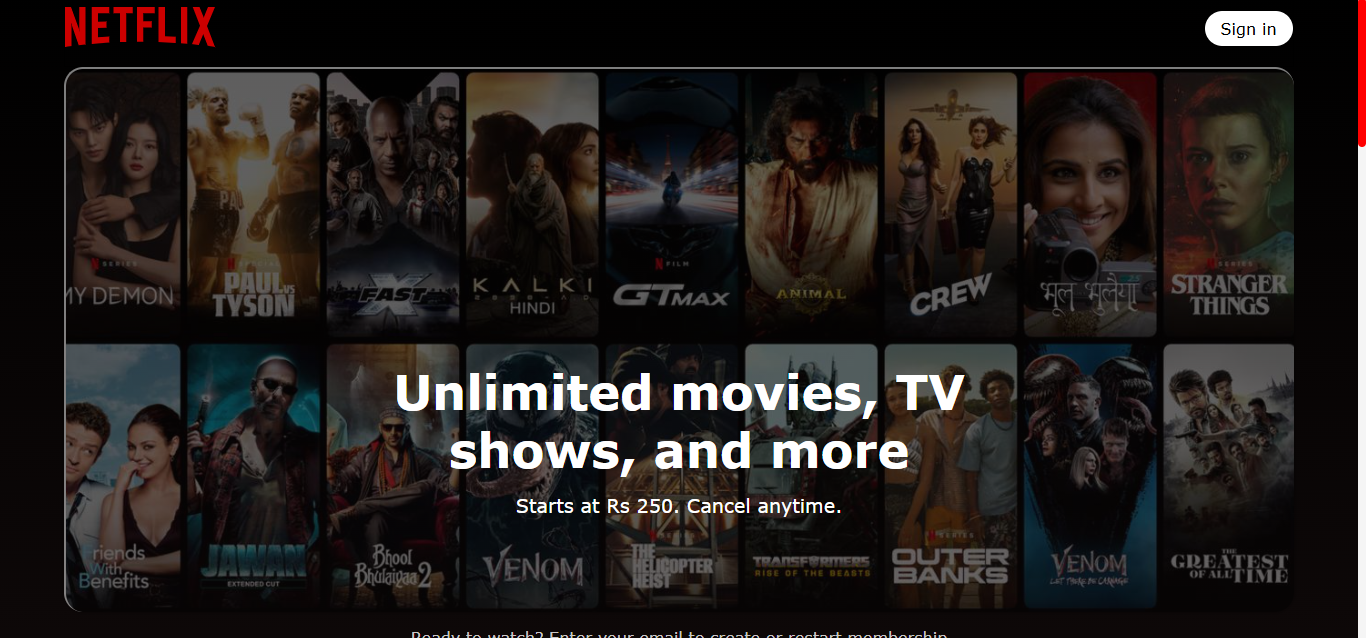 NETFLIX
Sign in
N SERIES
MY DEMON
N SPECIAL
PAUL VS
TYSON
FAST X
KALKI
HINDI
N FILM
GTMAX
ANIMAL
CREW
भूल भुलैया
N SERIES
STRANGER
THINGS
Unlimited movies, TV
shows, and more
Starts at Rs 250. Cancel anytime.
Friends
With
Benefits
JAWAN
EXTENDED CUT
Bhool
Bhulaiyaa 2
VENOM
THE
HELICOPTER
HEIST
TRANSFORMERS
RISE OF THE BEASTS
N SERIES
OUTER
BANKS
VENOM
LET THERE BE CARNAGE
THE
GREATEST
OF ALL TIME
Ready to watch? Enter your email to create or restart membership.